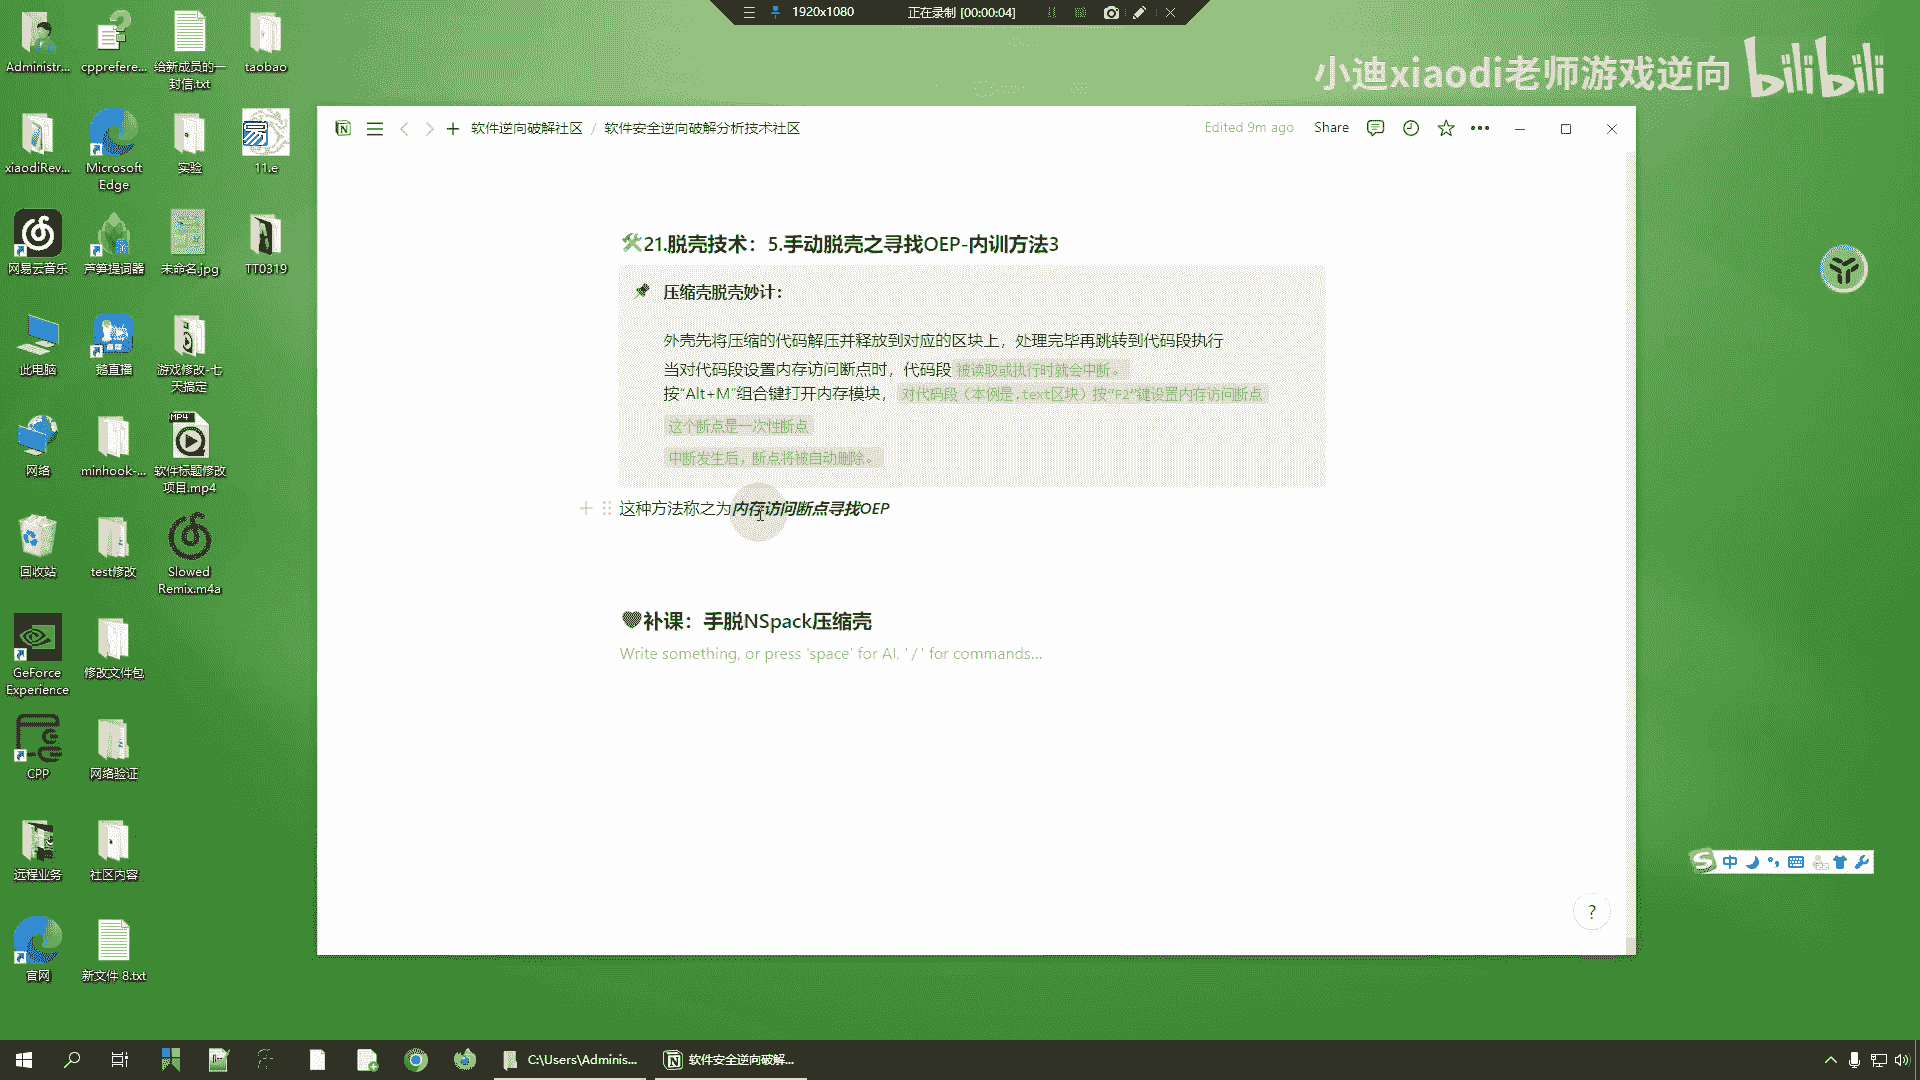 1920x1080
正在录制 [00:00:04]
小迪xiaodi老师游戏逆向 bilibili
Administr...
cpprefere...
给新成员的一封信.txt
taobao
xiaodiRev...
Microsoft Edge
实验
11.e
网易云音乐
芦笋提词器
未命名.jpg
TT0319
此电脑
鹅直播
游戏修改-七天搞定
网络
minhook-...
MP4
软件标题修改项目.mp4
回收站
test修改
Slowed Remix.m4a
GeForce Experience
修改文件包
CPP
网络验证
远程业务
社区内容
官网
新文件 8.txt
软件逆向破解社区 / 软件安全逆向破解分析技术社区
Edited 9m ago
Share
21.脱壳技术：5.手动脱壳之寻找OEP-内训方法3
压缩壳脱壳妙计：
外壳先将压缩的代码解压并释放到对应的区块上，处理完毕再跳转到代码段执行
当对代码段设置内存访问断点时，代码段 被读取或执行时就会中断。
按“Alt+M”组合键打开内存模块， 对代码段（本例是.text区块）按“F2”键设置内存访问断点
这个断点是一次性断点
中断发生后，断点将被自动删除。
这种方法称之为内存访问断点寻找OEP
补课：手脱NSpack压缩壳
Write something, or press 'space' for AI, '/' for commands...
中
?
C:\Users\Adminis...
软件安全逆向破解...